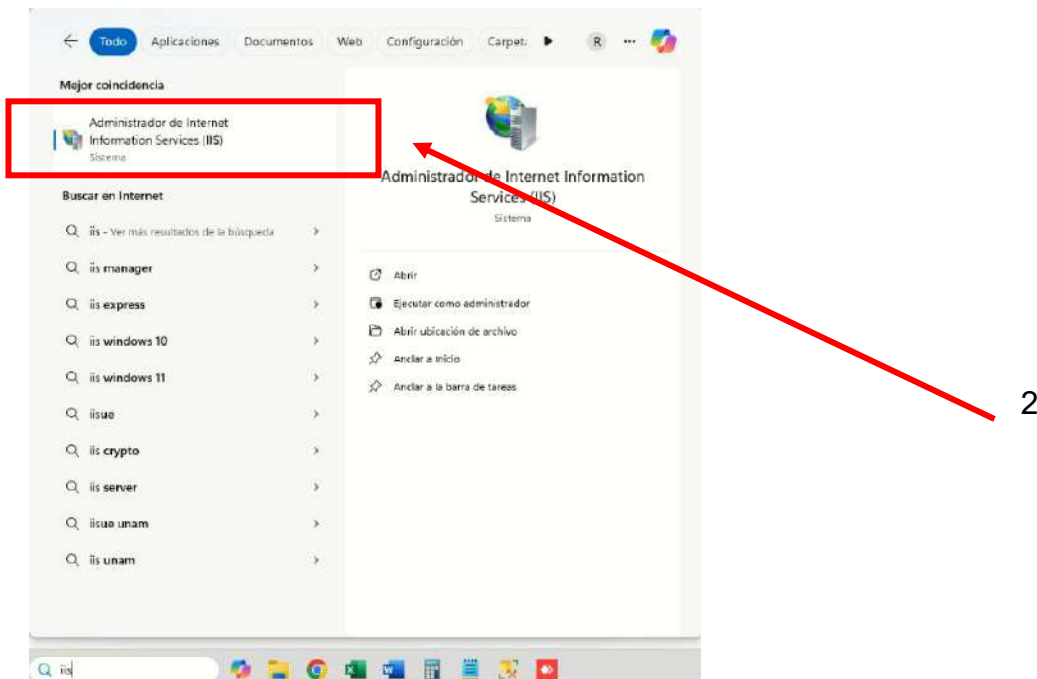 Todo Aplicaciones Documentos Web Configuración Carpet: R ...
Mejor coincidencia
Administrador de Internet
Information Services (IIS)
Sistema
Buscar en Internet
iis - Ver más resultados de la búsqueda
iis manager
iis express
iis windows 10
iis windows 11
iisue
iis crypto
iis server
iisue unam
iis unam
Administrador de Internet Information
Services (IIS)
Sistema
Abrir
Ejecutar como administrador
Abrir ubicación de archivo
Anclar a Inicio
Anclar a la barra de tareas
2
iis